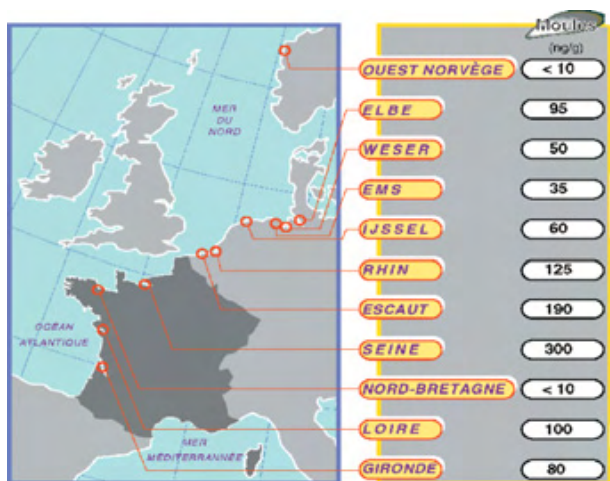 Moules
(ng/g)
OUEST NORVÈGE < 10
ELBE 95
WESER 50
EMS 35
IJSSEL 60
RHIN 125
ESCAUT 190
SEINE 300
NORD-BRETAGNE < 10
LOIRE 100
GIRONDE 80
MER
DU
NORD
OCÉAN
ATLANTIQUE
MER
MÉDITERRANNÉE